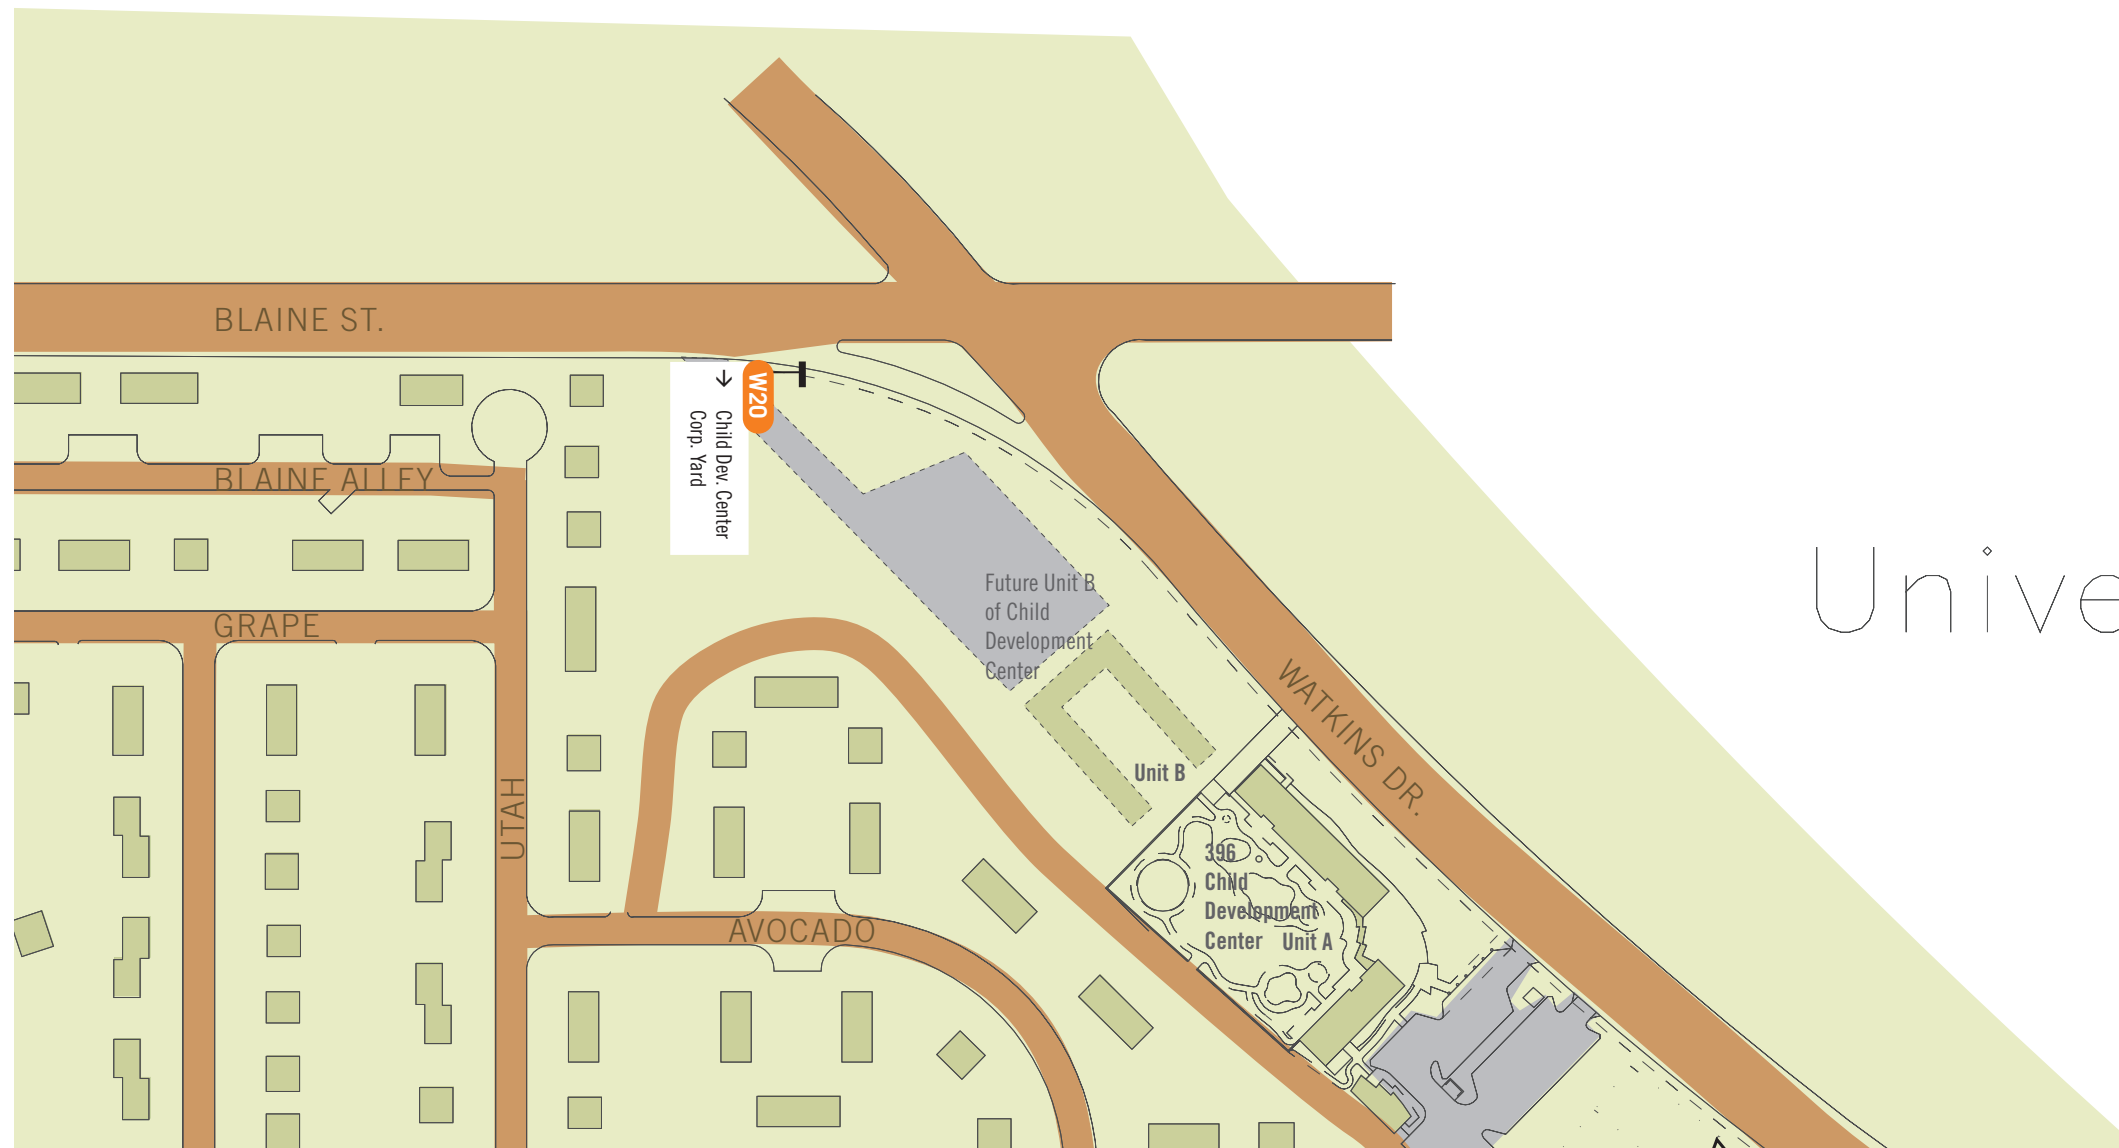 BLAINE ST.
W20
Child Dev. Center
Corp. Yard
BLAINE ALLEY
Future Unit B
of Child
Development
Center
Unive
GRAPE
WATKINS DR.
Unit B
UTAH
396
Child
Development
Center Unit A
AVOCADO